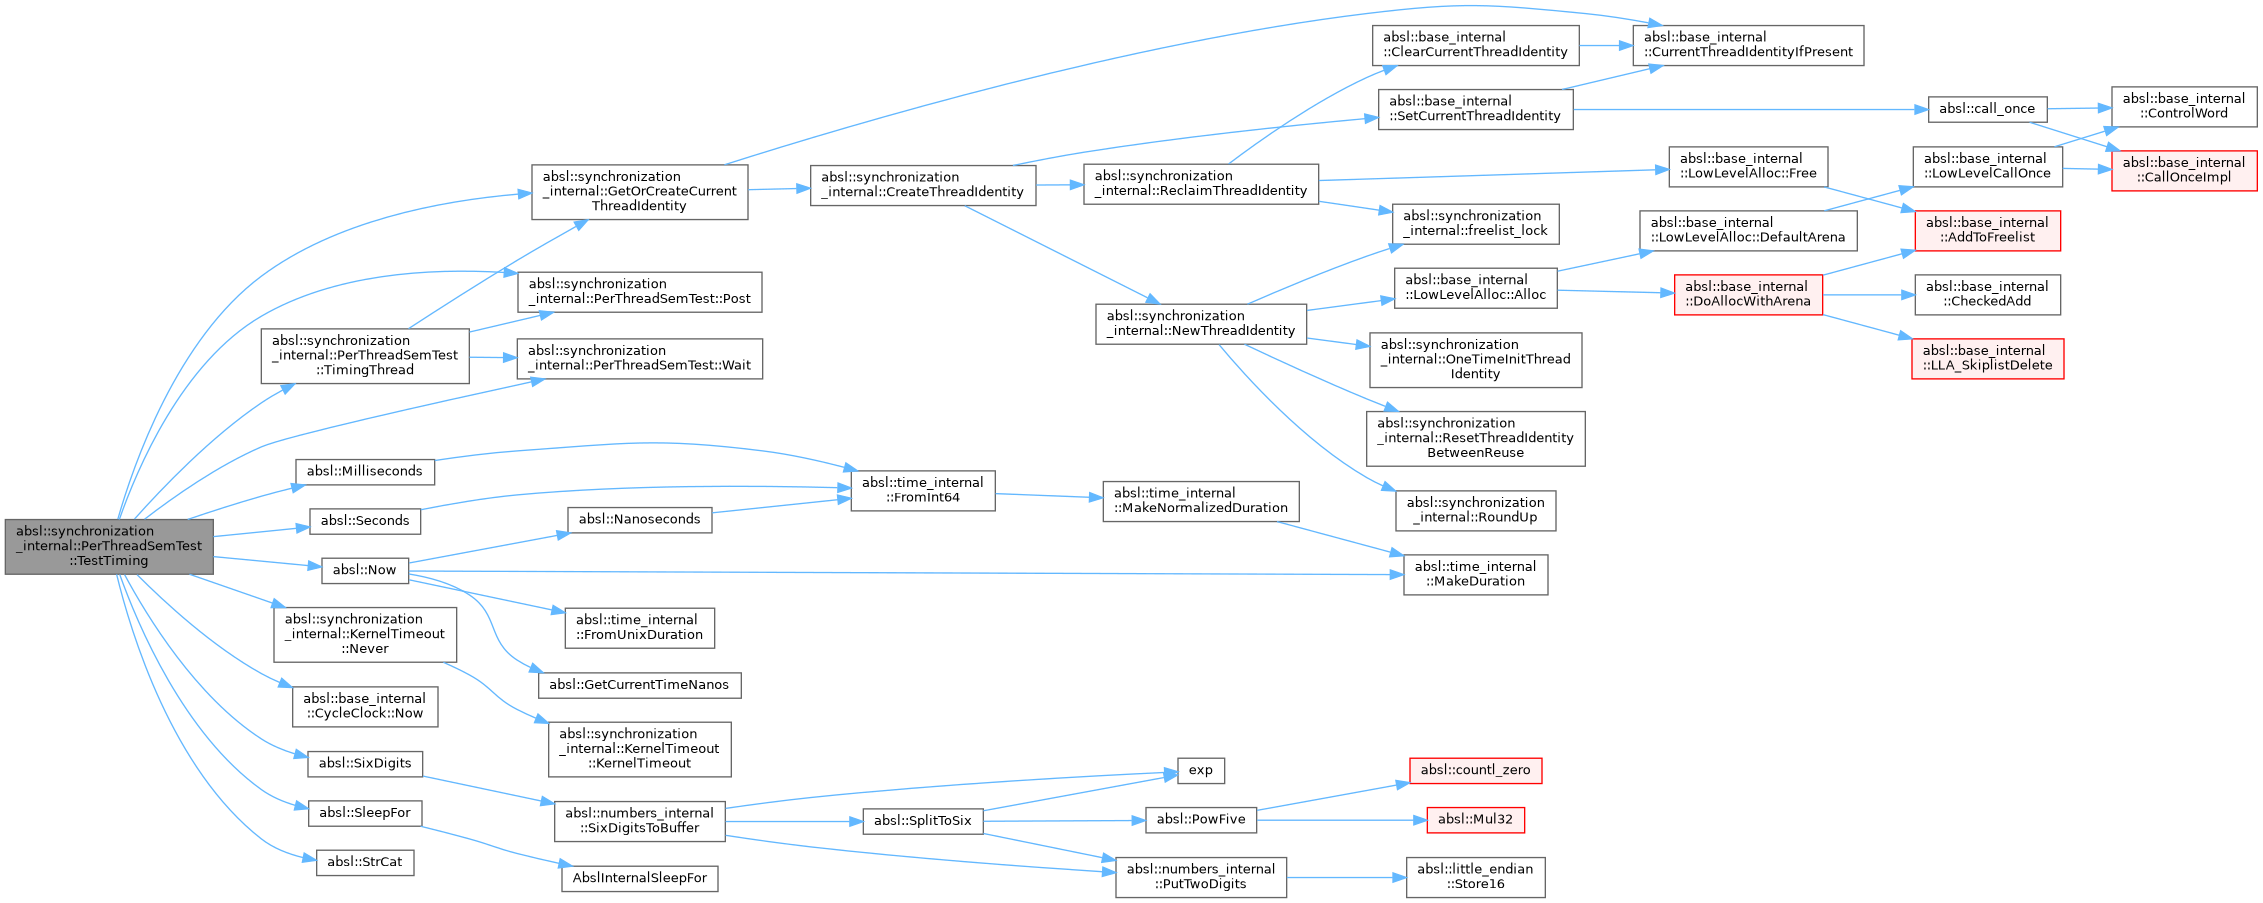 absl::synchronization
_internal::PerThreadSemTest
::TestTiming
absl::synchronization
_internal::GetOrCreateCurrent
ThreadIdentity
absl::synchronization
_internal::PerThreadSemTest::Post
absl::synchronization
_internal::PerThreadSemTest
::TimingThread
absl::synchronization
_internal::PerThreadSemTest::Wait
absl::Milliseconds
absl::Seconds
absl::Now
absl::synchronization
_internal::KernelTimeout
::Never
absl::base_internal
::CycleClock::Now
absl::SixDigits
absl::SleepFor
absl::StrCat
absl::Nanoseconds
absl::time_internal
::FromUnixDuration
absl::GetCurrentTimeNanos
absl::synchronization
_internal::KernelTimeout
::KernelTimeout
absl::numbers_internal
::SixDigitsToBuffer
AbslInternalSleepFor
absl::synchronization
_internal::CreateThreadIdentity
absl::time_internal
::FromInt64
absl::SplitToSix
absl::synchronization
_internal::ReclaimThreadIdentity
absl::synchronization
_internal::NewThreadIdentity
absl::time_internal
::MakeNormalizedDuration
exp
absl::PowFive
absl::numbers_internal
::PutTwoDigits
absl::base_internal
::ClearCurrentThreadIdentity
absl::base_internal
::SetCurrentThreadIdentity
absl::synchronization
_internal::freelist_lock
absl::base_internal
::LowLevelAlloc::Alloc
absl::synchronization
_internal::OneTimeInitThread
Identity
absl::synchronization
_internal::ResetThreadIdentity
BetweenReuse
absl::synchronization
_internal::RoundUp
absl::time_internal
::MakeDuration
absl::countl_zero
absl::Mul32
absl::little_endian
::Store16
absl::base_internal
::CurrentThreadIdentityIfPresent
absl::base_internal
::LowLevelAlloc::Free
absl::base_internal
::LowLevelAlloc::DefaultArena
absl::base_internal
::DoAllocWithArena
absl::call_once
absl::base_internal
::LowLevelCallOnce
absl::base_internal
::AddToFreelist
absl::base_internal
::CheckedAdd
absl::base_internal
::LLA_SkiplistDelete
absl::base_internal
::ControlWord
absl::base_internal
::CallOnceImpl